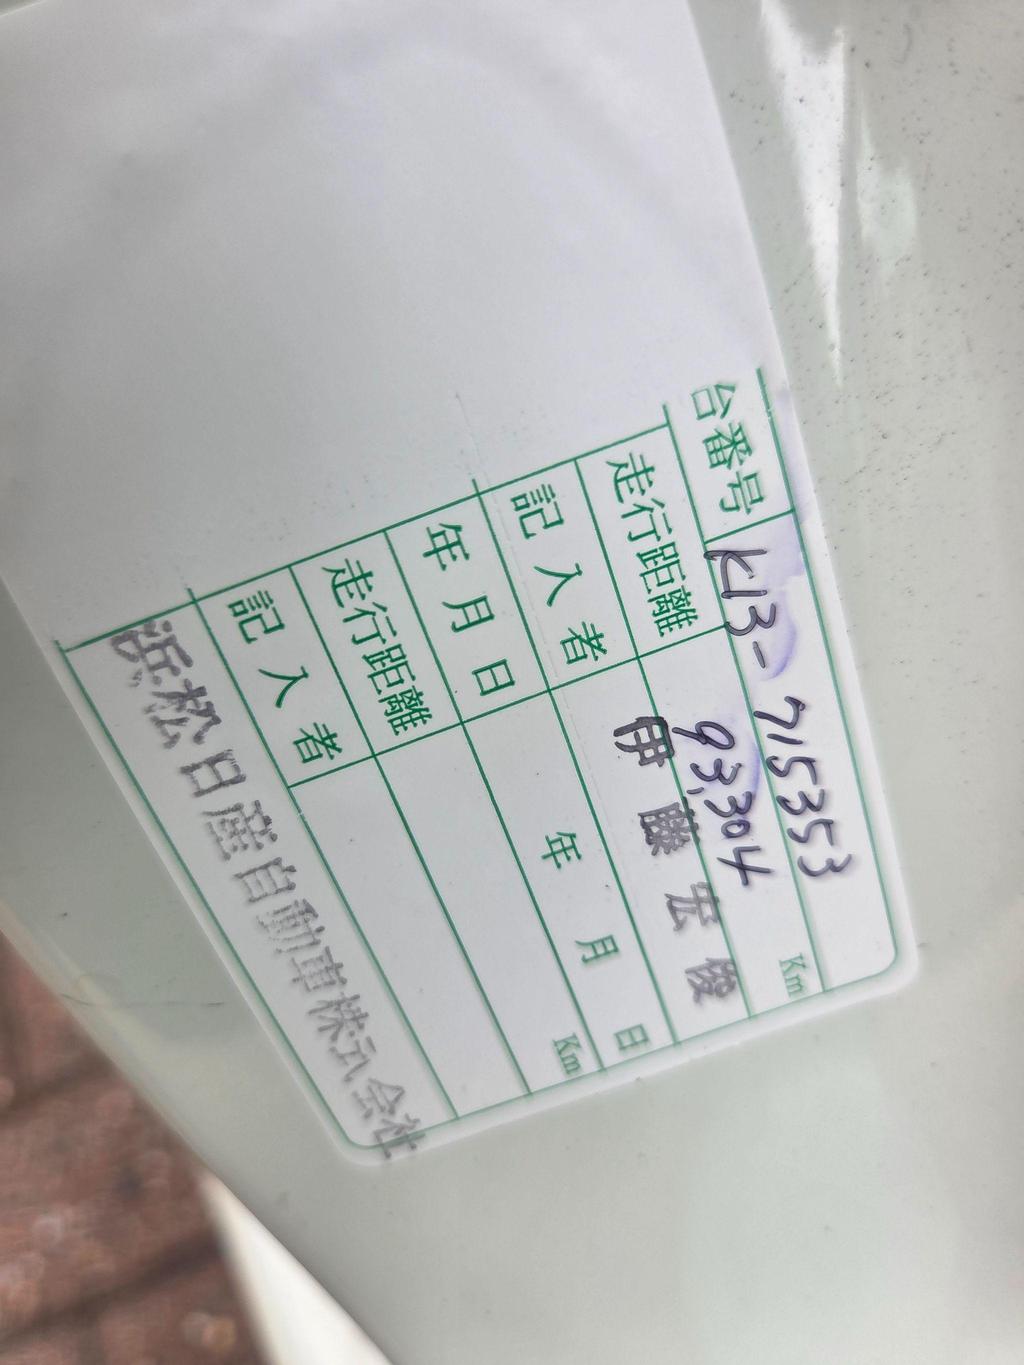 台番号 K13-715353
走行距離 93,304 Km
記入者 伊藤宏俊
年月日 年 月 日
走行距離 Km
記入者
浜松日産自動車株式会社